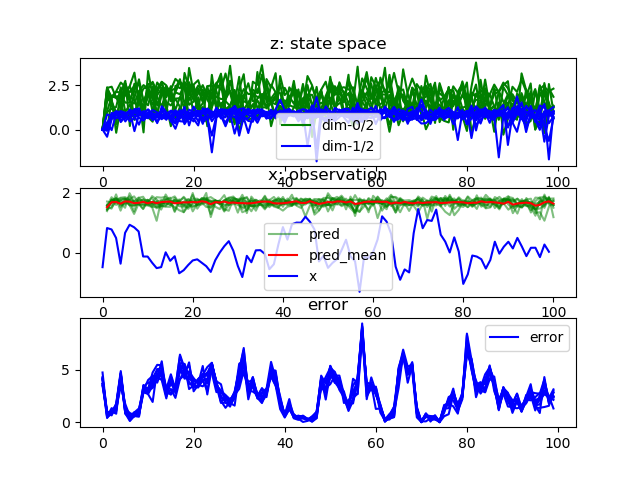 z: state space
2.5
0.0
dim-0/2
dim-1/2
0 20 40 60 80 100
x: observation
2
0
pred
pred_mean
x
0 20 40 60 80 100
error
5
0
error
0 20 40 60 80 100